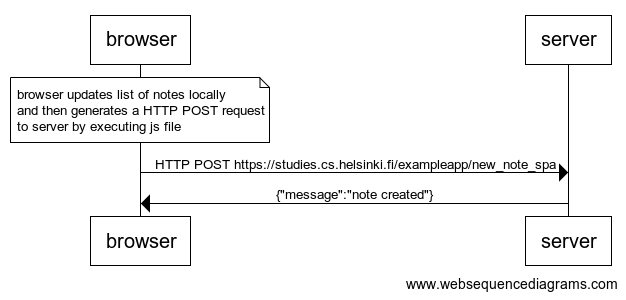 browser
server
browser updates list of notes locally
and then generates a HTTP POST request
to server by executing js file
HTTP POST https://studies.cs.helsinki.fi/exampleapp/new_note_spa
{"message":"note created"}
browser
server
www.websequencediagrams.com